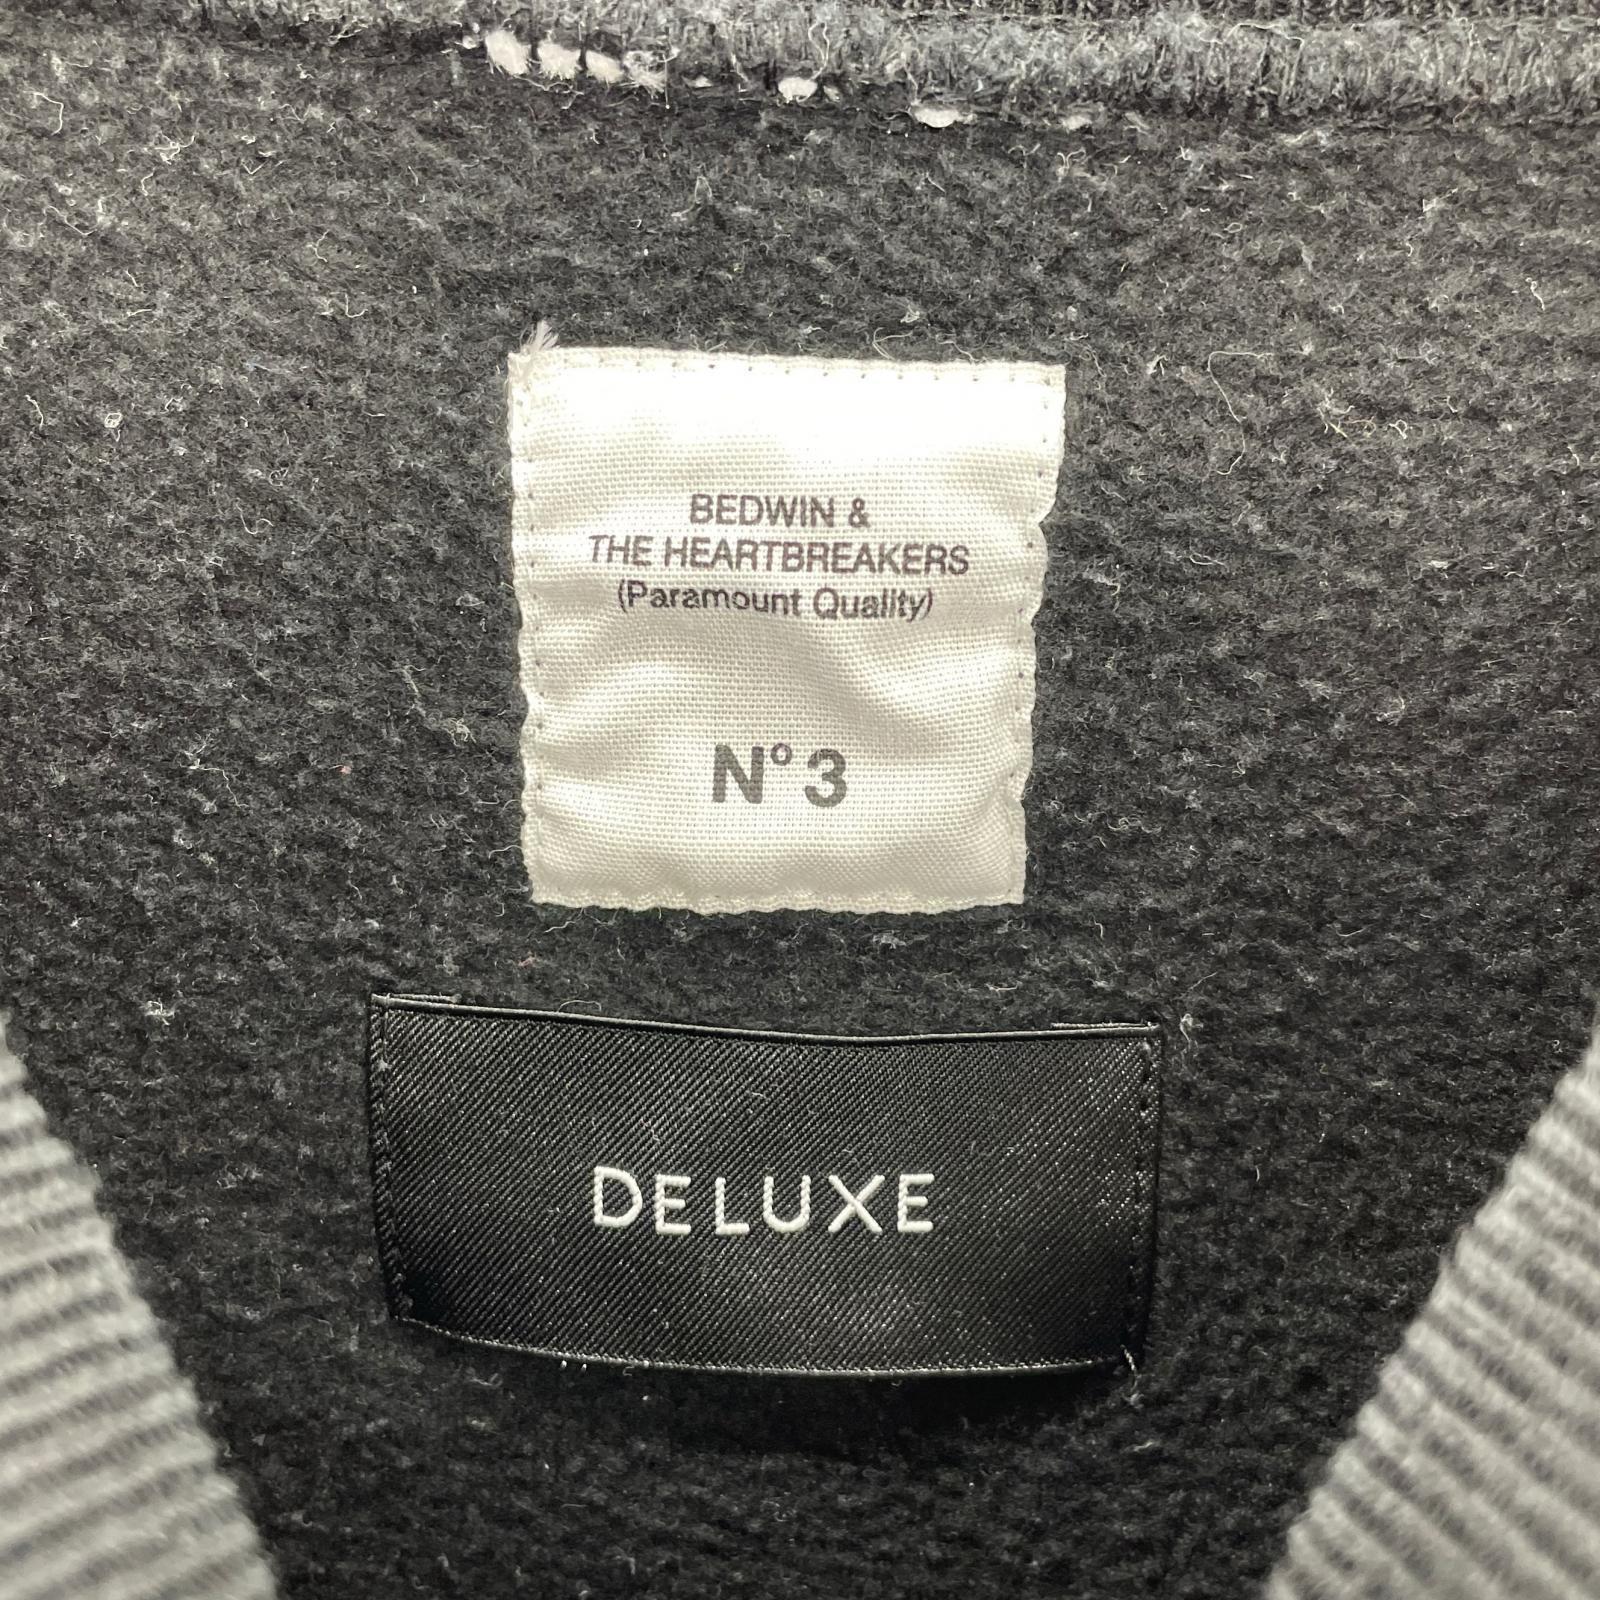 BEDWIN &
THE HEARTBREAKERS
(Paramount Quality)
N° 3
DELUXE